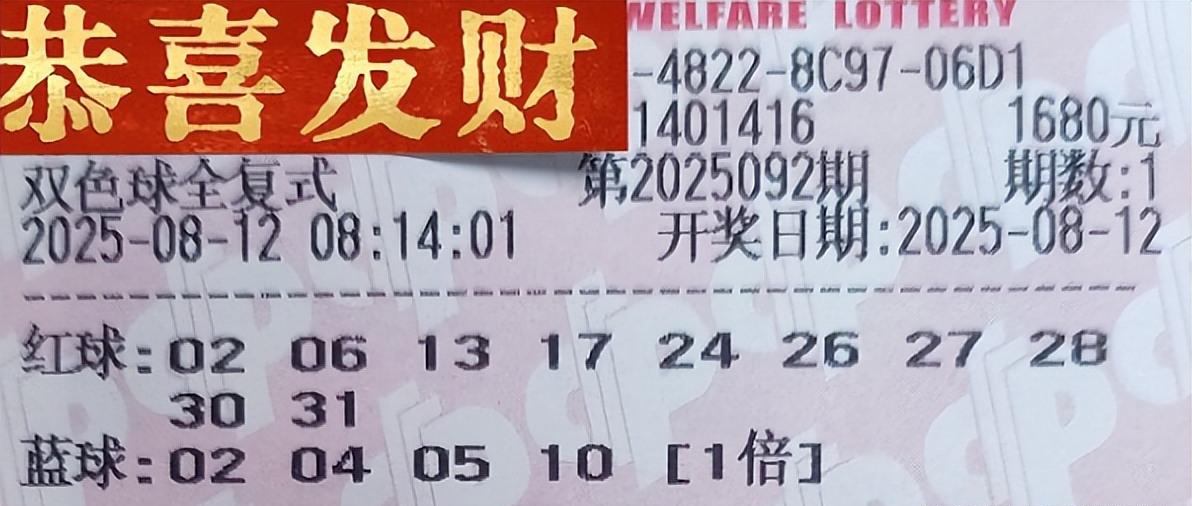 恭喜发财
WELFARE LOTTERY
-4822-8C97-06D1
1401416 1680元
双色球全复式 第2025092期 期数:1
2025-08-12 08:14:01 开奖日期:2025-08-12
红球:02 06 13 17 24 26 27 28
30 31
蓝球:02 04 05 10 [1倍]